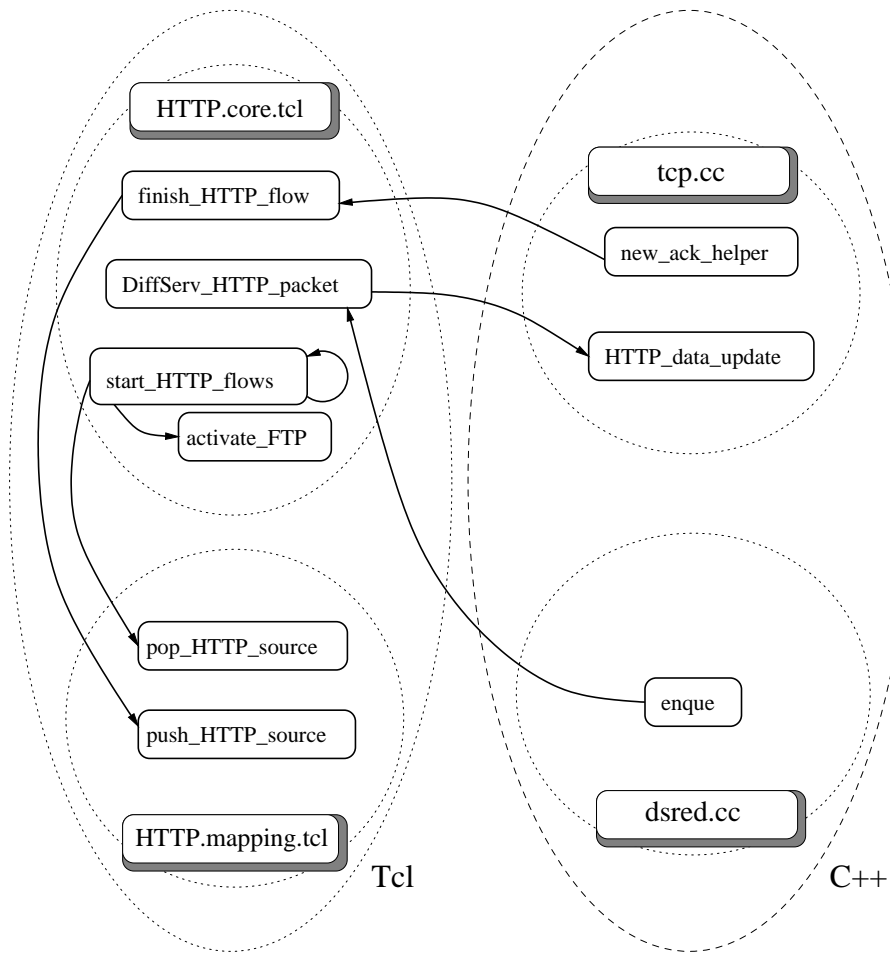 HTTP.core.tcl
finish_HTTP_flow
DiffServ_HTTP_packet
start_HTTP_flows
activate_FTP
pop_HTTP_source
push_HTTP_source
HTTP.mapping.tcl
Tcl
tcp.cc
new_ack_helper
HTTP_data_update
enque
dsred.cc
C++